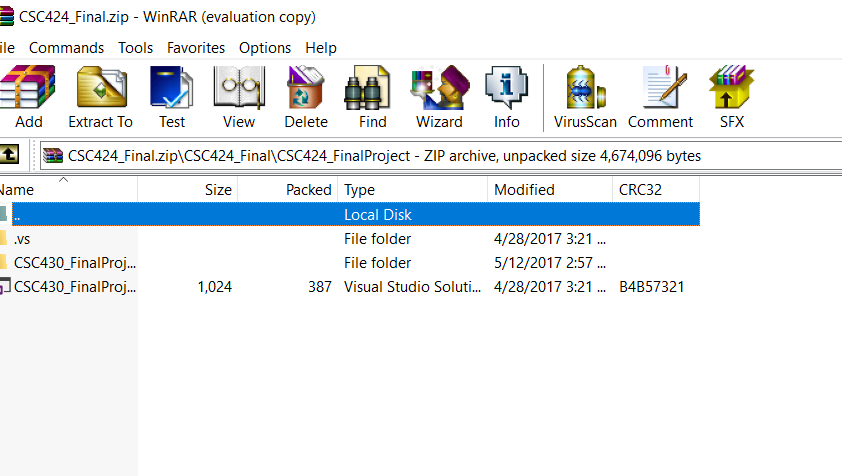 CSC424_Final.zip - WinRAR (evaluation copy)
ile Commands Tools Favorites Options Help
Add Extract To Test View Delete Find Wizard Info VirusScan Comment SFX
CSC424_Final.zip\CSC424_Final\CSC424_FinalProject - ZIP archive, unpacked size 4,674,096 bytes
Name Size Packed Type Modified CRC32
.. Local Disk
.vs File folder 4/28/2017 3:21 ...
CSC430_FinalProj... File folder 5/12/2017 2:57 ...
CSC430_FinalProj... 1,024 387 Visual Studio Soluti... 4/28/2017 3:21 ... B4B57321